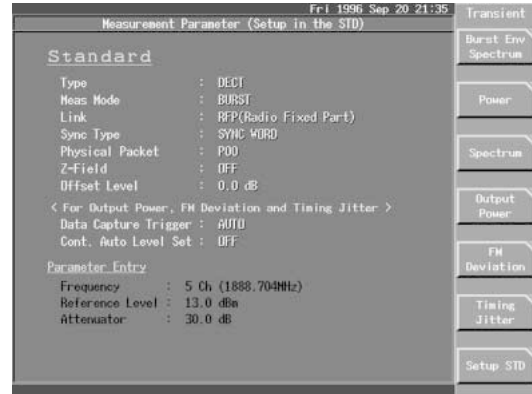 Fri 1996 Sep 20 21:35
Measurement Parameter (Setup in the STD)
Standard
Type : DECT
Meas Mode : BURST
Link : RFP(Radio Fixed Part)
Sync Type : SYNC WORD
Physical Packet : P00
Z-Field : OFF
Offset Level : 0.0 dB
< For Output Power, FM Deviation and Timing Jitter >
Data Capture Trigger : AUTO
Cont. Auto Level Set : OFF
Parameter Entry
Frequency : 5 Ch (1888.704MHz)
Reference Level : 13.0 dBm
Attenuator : 30.0 dB
Transient
Burst Env
Spectrum
Power
Spectrum
Output
Power
FM
Deviation
Timing
Jitter
Setup STD